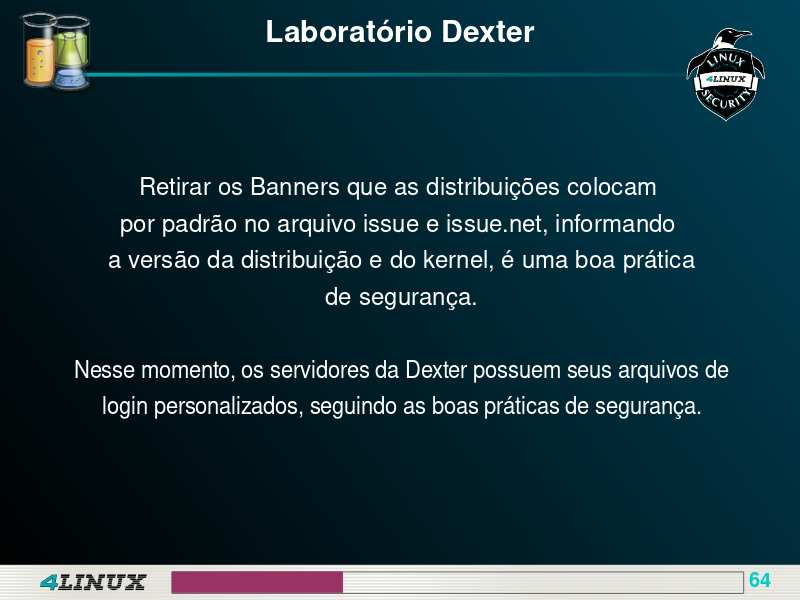 Laboratório Dexter
LINUX
4LINUX
SECURITY
Retirar os Banners que as distribuições colocam
por padrão no arquivo issue e issue.net, informando
a versão da distribuição e do kernel, é uma boa prática
de segurança.
Nesse momento, os servidores da Dexter possuem seus arquivos de
login personalizados, seguindo as boas práticas de segurança.
4LINUX
64